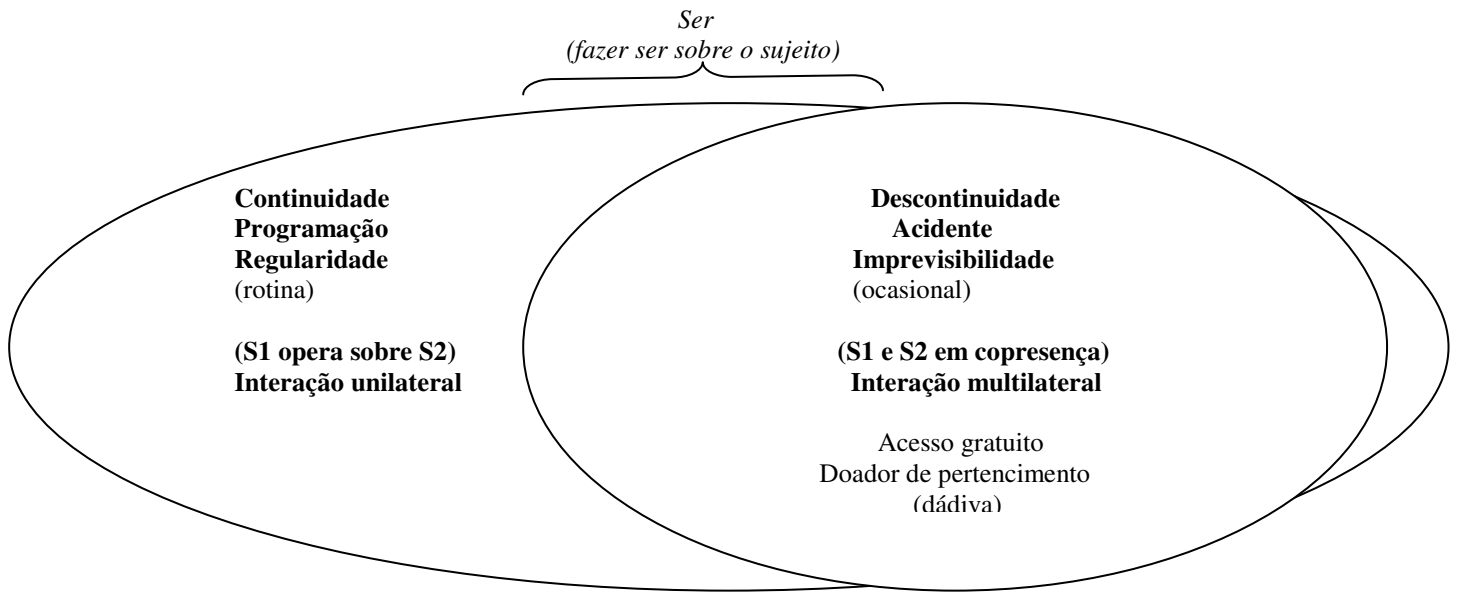 Ser
(fazer ser sobre o sujeito)
Continuidade
Programação
Regularidade
(rotina)
(S1 opera sobre S2)
Interação unilateral
Descontinuidade
Acidente
Imprevisibilidade
(ocasional)
(S1 e S2 em copresença)
Interação multilateral
Acesso gratuito
Doador de pertencimento
(dádiva)